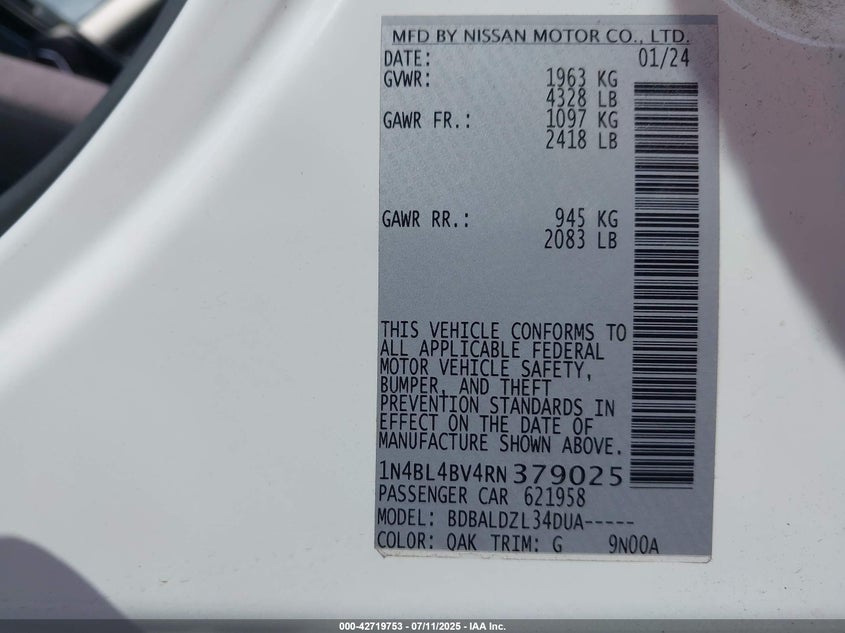 MFD BY NISSAN MOTOR CO., LTD.
DATE: 01/24
GVWR: 1963 KG
4328 LB
GAWR FR.: 1097 KG
2418 LB
GAWR RR.: 945 KG
2083 LB
THIS VEHICLE CONFORMS TO
ALL APPLICABLE FEDERAL
MOTOR VEHICLE SAFETY,
BUMPER, AND THEFT
PREVENTION STANDARDS IN
EFFECT ON THE DATE OF
MANUFACTURE SHOWN ABOVE.
1N4BL4BV4RN379025
PASSENGER CAR 621958
MODEL: BDBALDZL34DUA-----
COLOR: QAK TRIM: G 9N00A
000-42719753 - 07/11/2025 - IAA Inc.